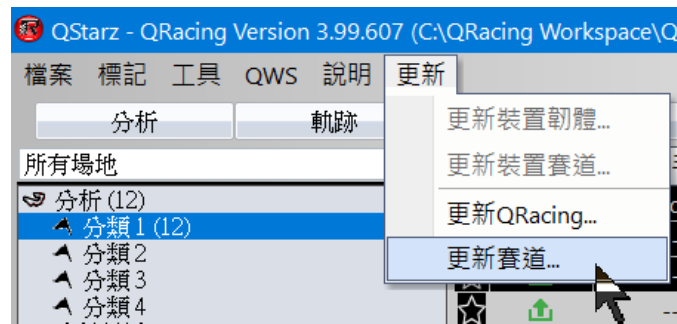 QStarz - QRacing Version 3.99.607 (C:\QRacing Workspace\Q
檔案 標記 工具 QWS 說明 更新
分析 軌跡
更新裝置韌體...
所有場地
更新裝置賽道...
分析 (12)
更新QRacing...
分類 1 (12)
分類 2
更新賽道...
分類 3
分類 4
--